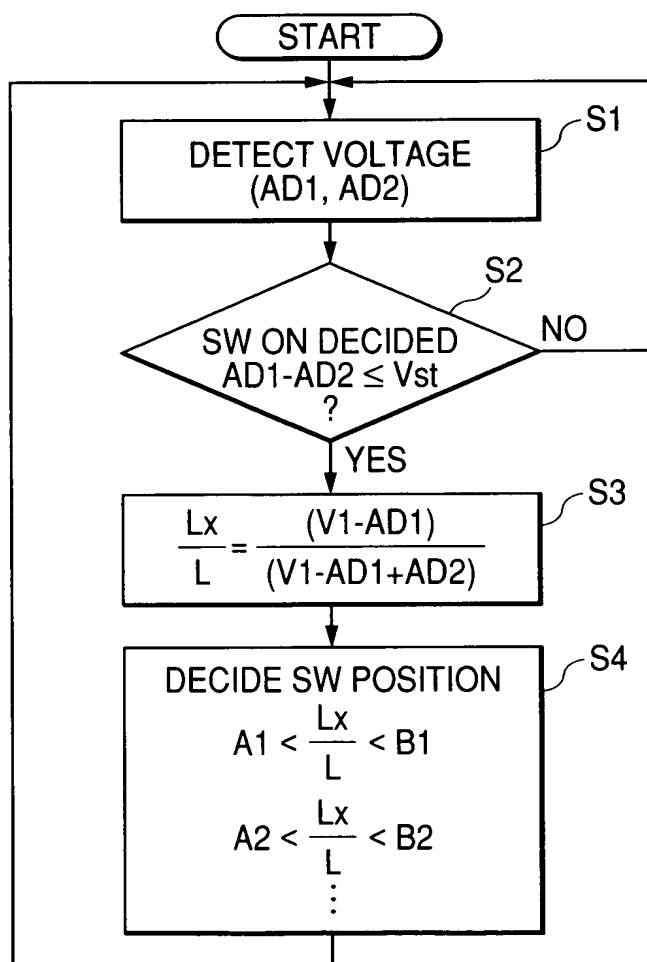 START
S1
DETECT VOLTAGE
(AD1, AD2)
S2
SW ON DECIDED
AD1-AD2 ≤ Vst
?
NO
YES
S3
Lx/L = (V1-AD1)/(V1-AD1+AD2)
S4
DECIDE SW POSITION
A1 < Lx/L < B1
A2 < Lx/L < B2
⋮